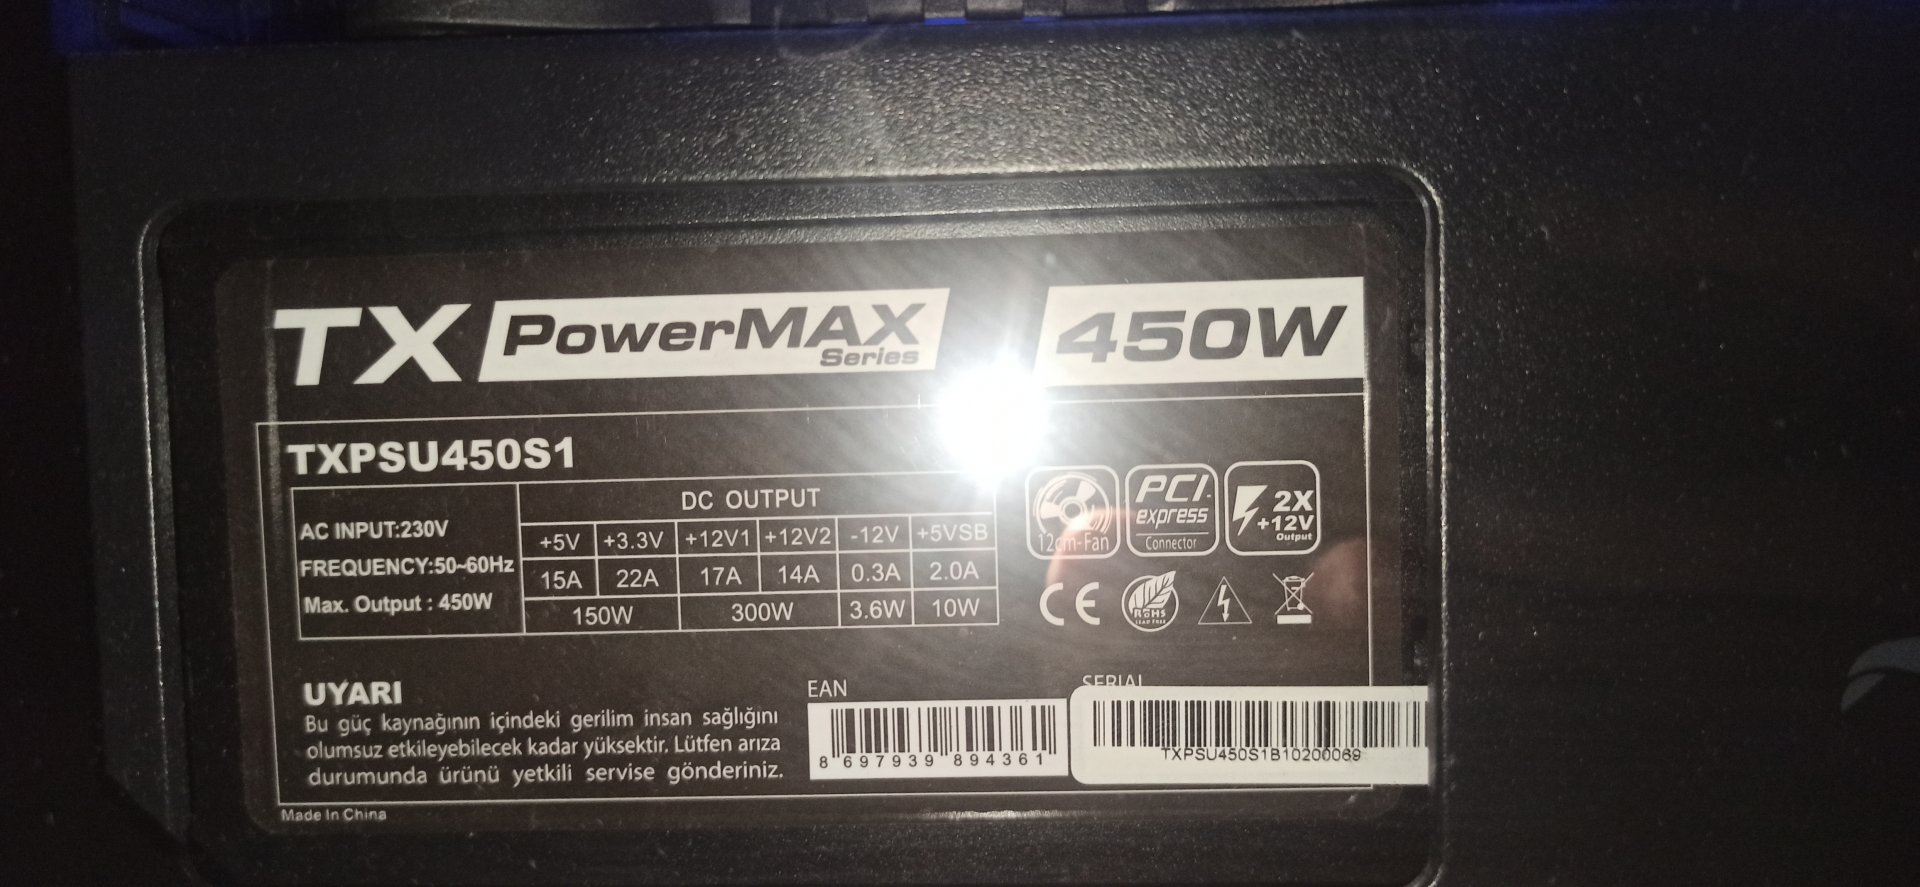 TX PowerMAX Series 450W
TXPSU450S1
AC INPUT:230V
FREQUENCY:50~60Hz
Max. Output : 450W
DC OUTPUT
+5V +3.3V +12V1 +12V2 -12V +5VSB
15A 22A 17A 14A 0.3A 2.0A
150W 300W 3.6W 10W
12cm-Fan
PCI
express
Connector
2X
+12V
Output
CE
RoHS
LEAD FREE
UYARI
Bu güç kaynağının içindeki gerilim insan sağlığını
olumsuz etkileyebilecek kadar yüksektir. Lütfen arıza
durumunda ürünü yetkili servise gönderiniz.
EAN
8 697939 894361
SERIAL
TXPSU450S1B10200069
Made In China